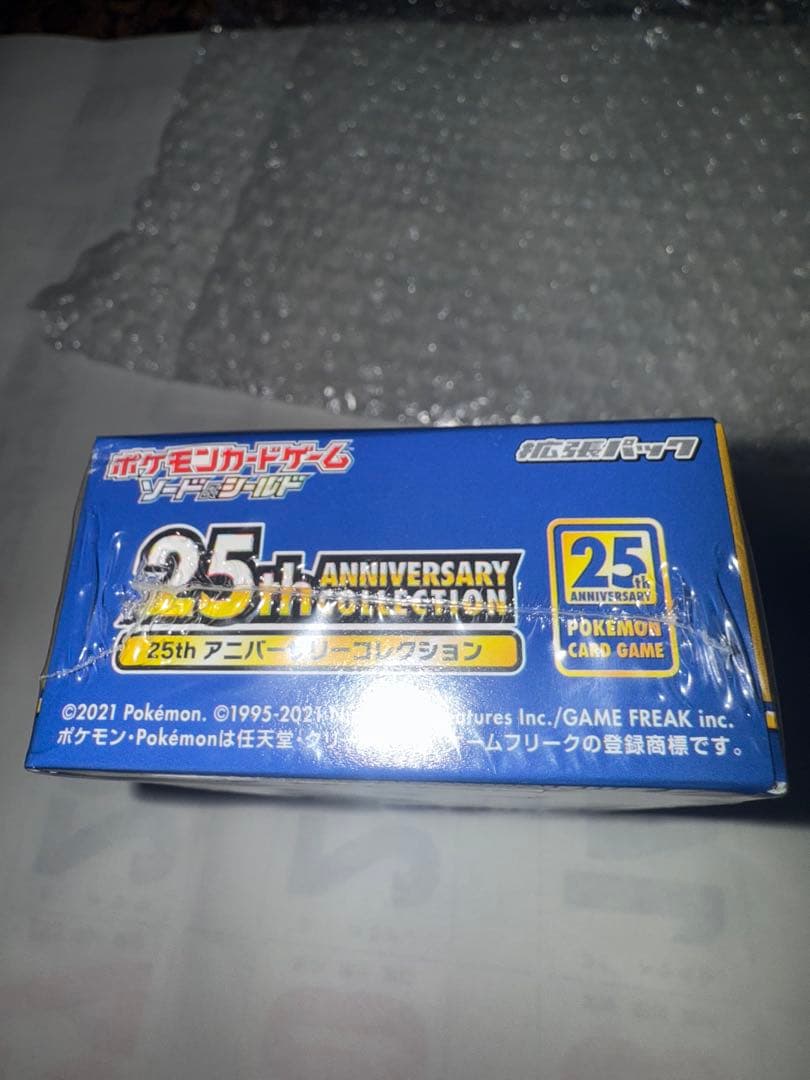 ポケモンカードゲーム
ソード&シールド
拡張パック
25th ANNIVERSARY COLLECTION
25th アニバーサリーコレクション
25th
ANNIVERSARY
POKÉMON
CARD GAME
©2021 Pokémon. ©1995-2021 atures Inc./GAME FREAK inc.
ポケモン・Pokémonは任天堂・クリ ームフリークの登録商標です。